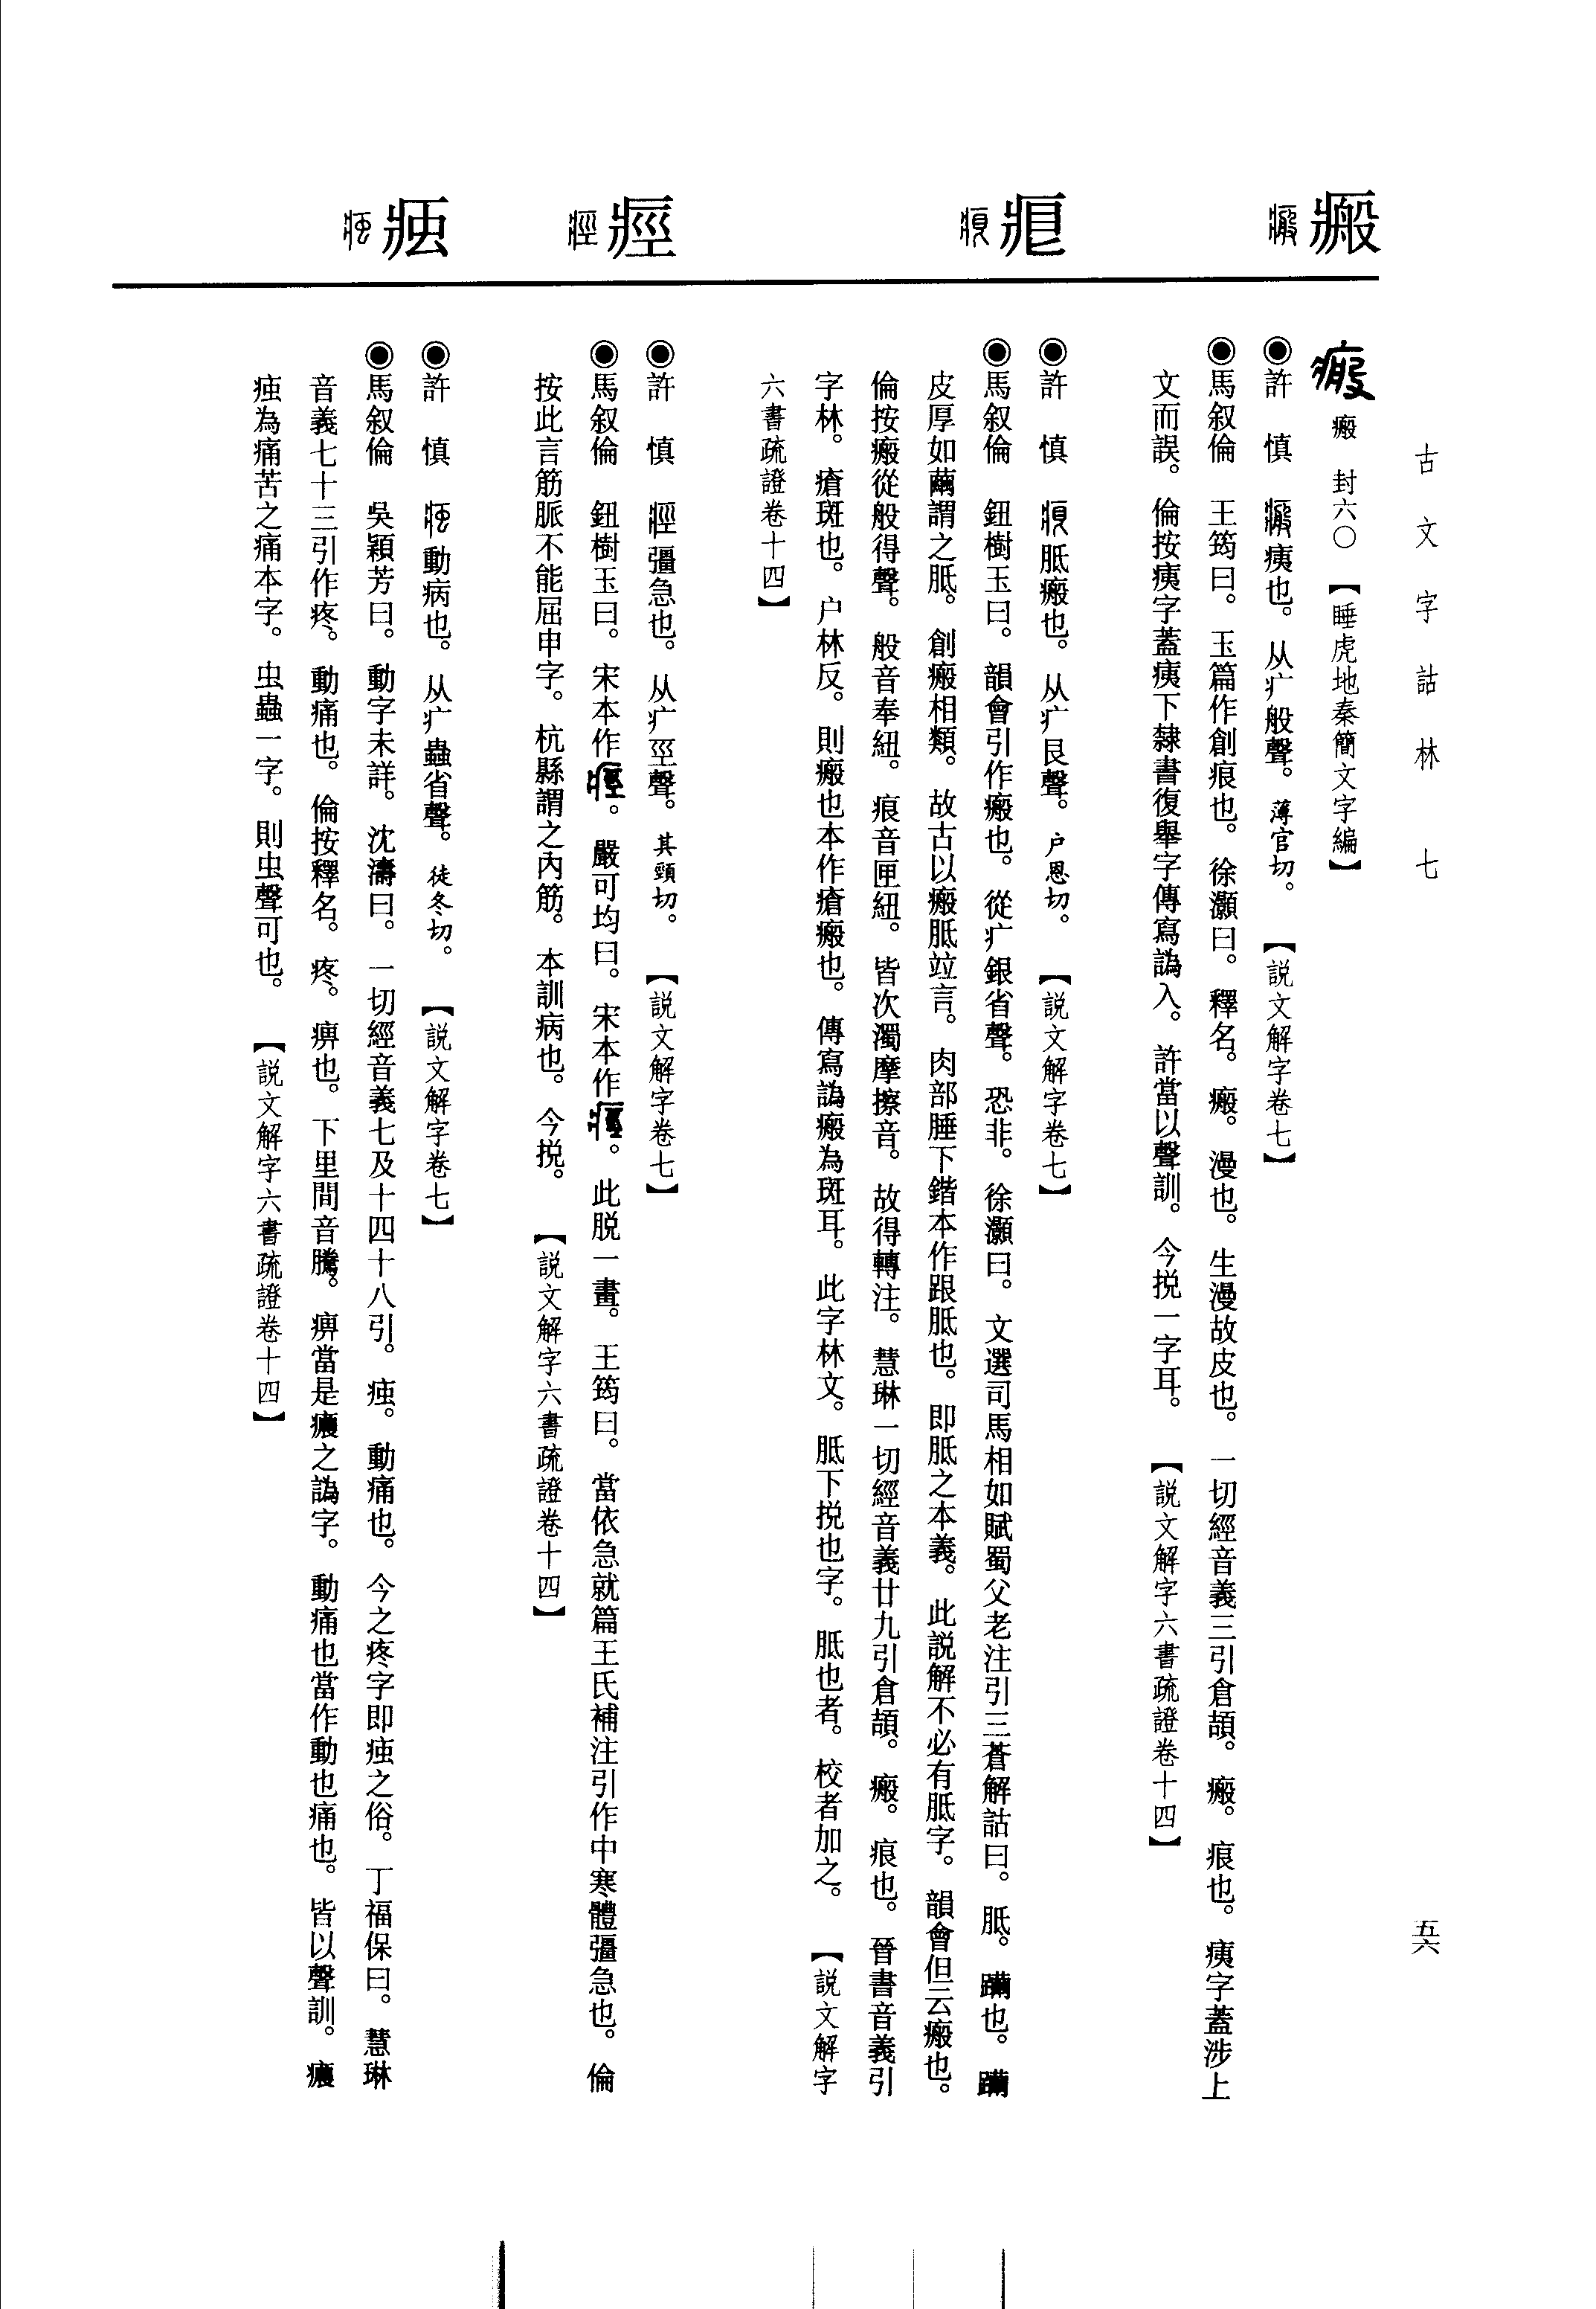 古文字詁林 七
五六
瘢 痕 痙 痋
瘢 封六〇 【睡虎地秦簡文字編】
◉許 慎 痍也。从疒般聲。薄官切。 【説文解字卷七】
◉馬叙倫 王筠曰。玉篇作創痕也。徐灝曰。釋名。瘢。漫也。生漫故皮也。一切經音義三引倉頡。瘢。痕也。痍字蓋涉上
文而誤。倫按痍字蓋痍下隸書復舉字傳寫譌入。許當以聲訓。今捝一字耳。 【説文解字六書疏證卷十四】
◉許 慎 胝瘢也。从疒艮聲。户恩切。 【説文解字卷七】
◉馬叙倫 鈕樹玉曰。韻會引作瘢也。從疒銀省聲。恐非。徐灝曰。文選司馬相如賦蜀父老注引三蒼解詁曰。胝。躪也。躪
皮厚如繭謂之胝。創瘢相類。故古以瘢胝竝言。肉部腄下鍇本作跟胝也。即胝之本義。此説解不必有胝字。韻會但云瘢也。
倫按瘢從般得聲。般音奉紐。痕音匣紐。皆次濁摩擦音。故得轉注。慧琳一切經音義廿九引倉頡。瘢。痕也。晉書音義引
字林。瘡斑也。户林反。則瘢也本作瘡瘢也。傳寫譌瘢為斑耳。此字林文。胝下捝也字。胝也者。校者加之。 【説文解字
六書疏證卷十四】
◉許 慎 彊急也。从疒巠聲。其頸切。 【説文解字卷七】
◉馬叙倫 鈕樹玉曰。宋本作。嚴可均曰。宋本作。此脱一畫。王筠曰。當依急就篇王氏補注引作中寒體彊急也。倫
按此言筋脈不能屈申字。杭縣謂之內筋。本訓病也。今捝。 【説文解字六書疏證卷十四】
◉許 慎 動病也。从疒蟲省聲。徒冬切。 【説文解字卷七】
◉馬叙倫 吳穎芳曰。動字未詳。沈濤曰。一切經音義七及十四十八引。痋。動痛也。今之疼字即痋之俗。丁福保曰。慧琳
音義七十三引作疼。動痛也。倫按釋名。疼。痹也。下里間音騰。痹當是癑之譌字。動痛也當作動也痛也。皆以聲訓。癑
痋為痛苦之痛本字。虫蟲一字。則虫聲可也。 【説文解字六書疏證卷十四】